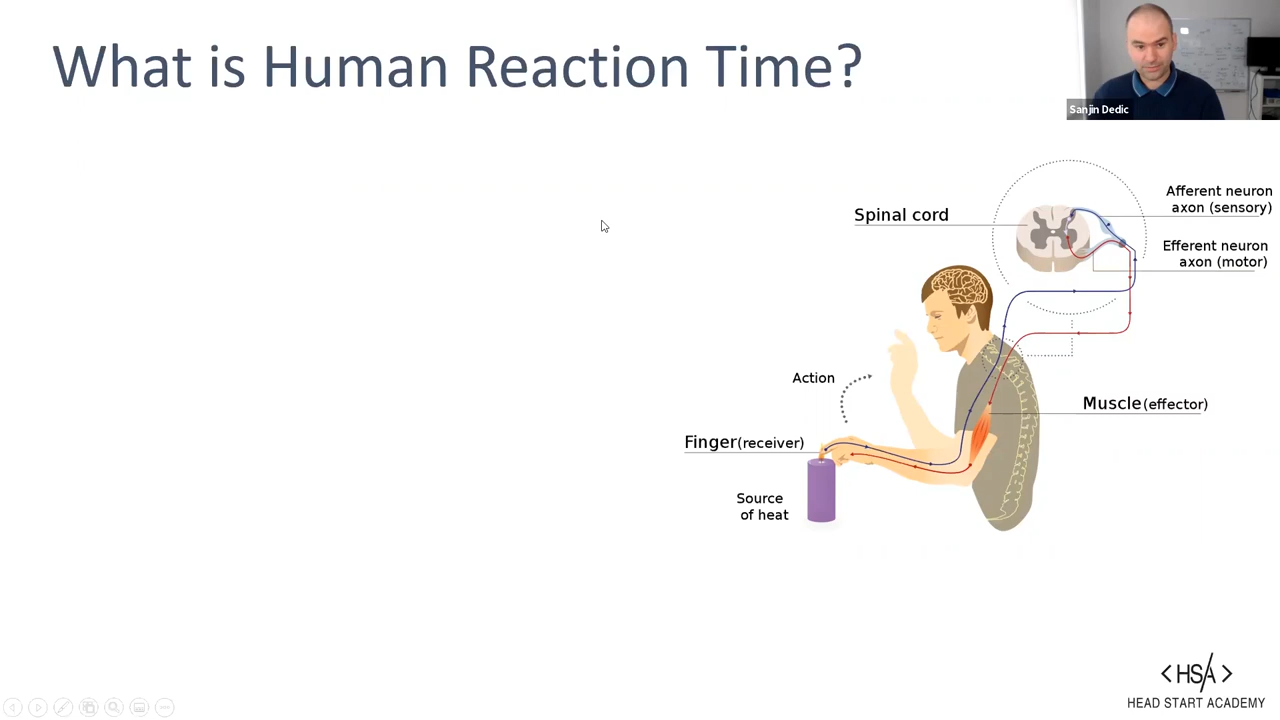 What is Human Reaction Time?
Sanjin Dedic
Spinal cord
Afferent neuron
axon (sensory)
Efferent neuron
axon (motor)
Action
Muscle(effector)
Finger(receiver)
Source
of heat
<HSA>
HEAD START ACADEMY